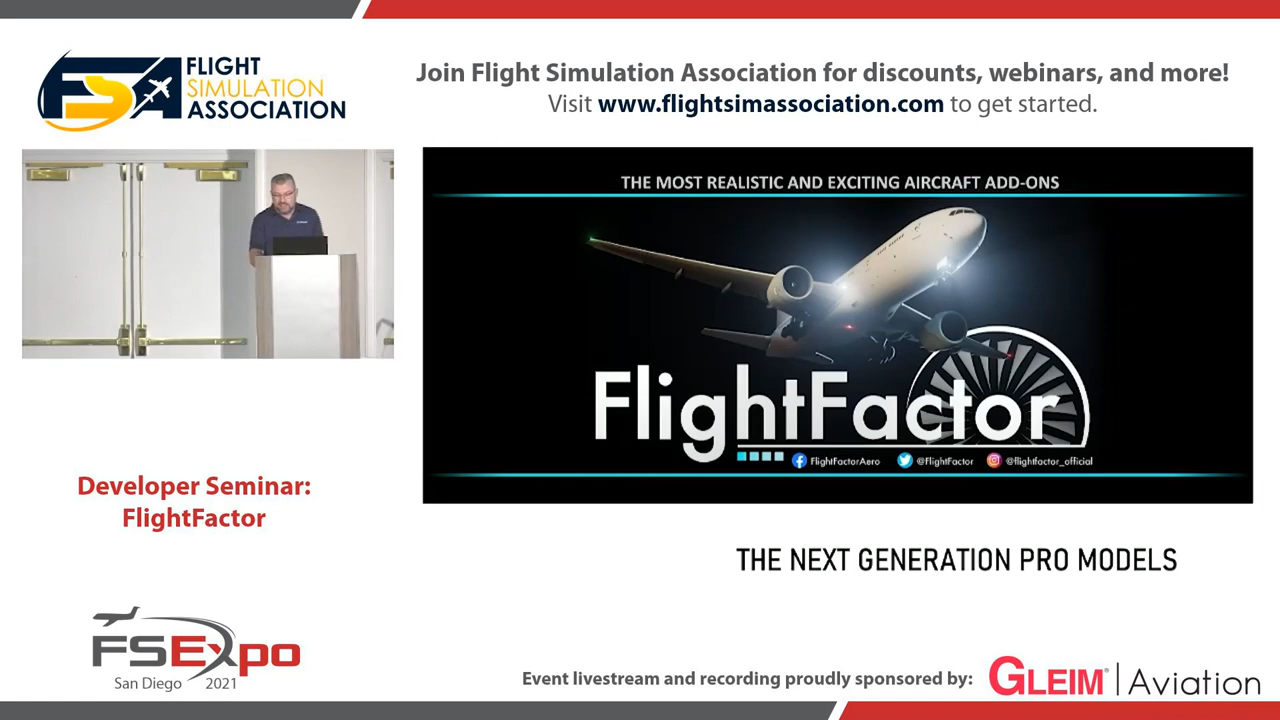 FSA
FLIGHT
SIMULATION
ASSOCIATION
Join Flight Simulation Association for discounts, webinars, and more!
Visit www.flightsimassociation.com to get started.
THE MOST REALISTIC AND EXCITING AIRCRAFT ADD-ONS
FlightFactor
FlightFactorAero @FlightFactor @flightfactor_official
Developer Seminar:
FlightFactor
THE NEXT GENERATION PRO MODELS
FSExpo
San Diego 2021
Event livestream and recording proudly sponsored by:
GLEIM® | Aviation